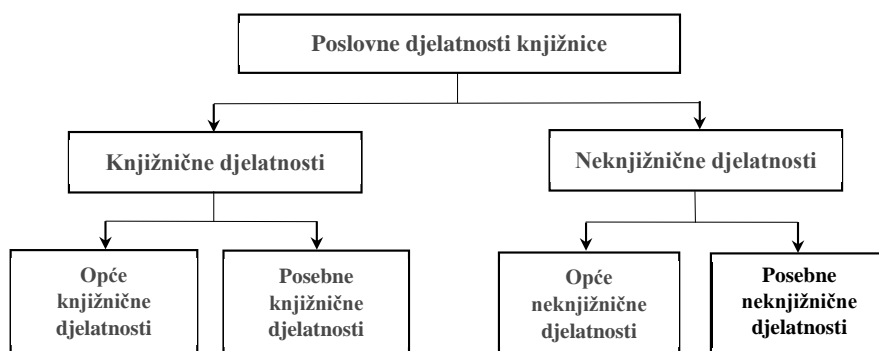 Poslovne djelatnosti knjižnice
Knjižnične djelatnosti
Neknjižnične djelatnosti
Opće
knjižnične
djelatnosti
Posebne
knjižnične
djelatnosti
Opće
neknjižnične
djelatnosti
Posebne
neknjižnične
djelatnosti